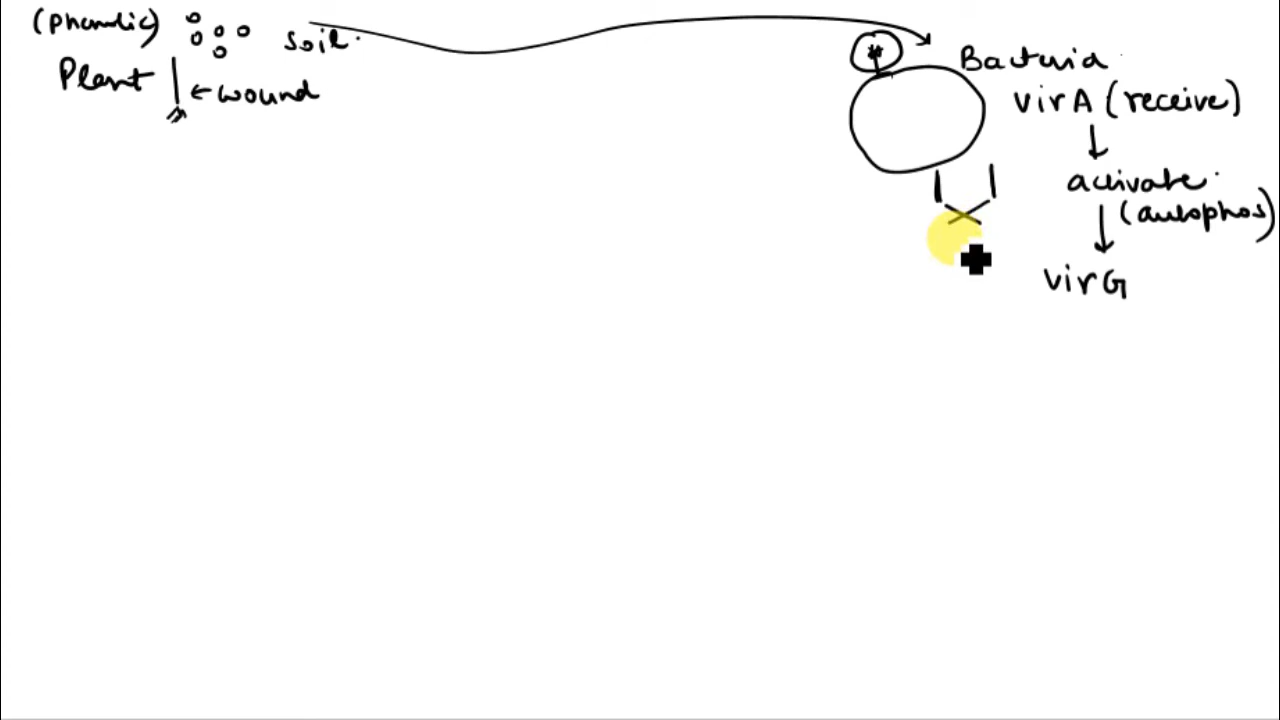 (Phenolic)
soil.
Plant
← wound
Bacteria
virA (receive)
↓
activate
(autophos)
↓
virG